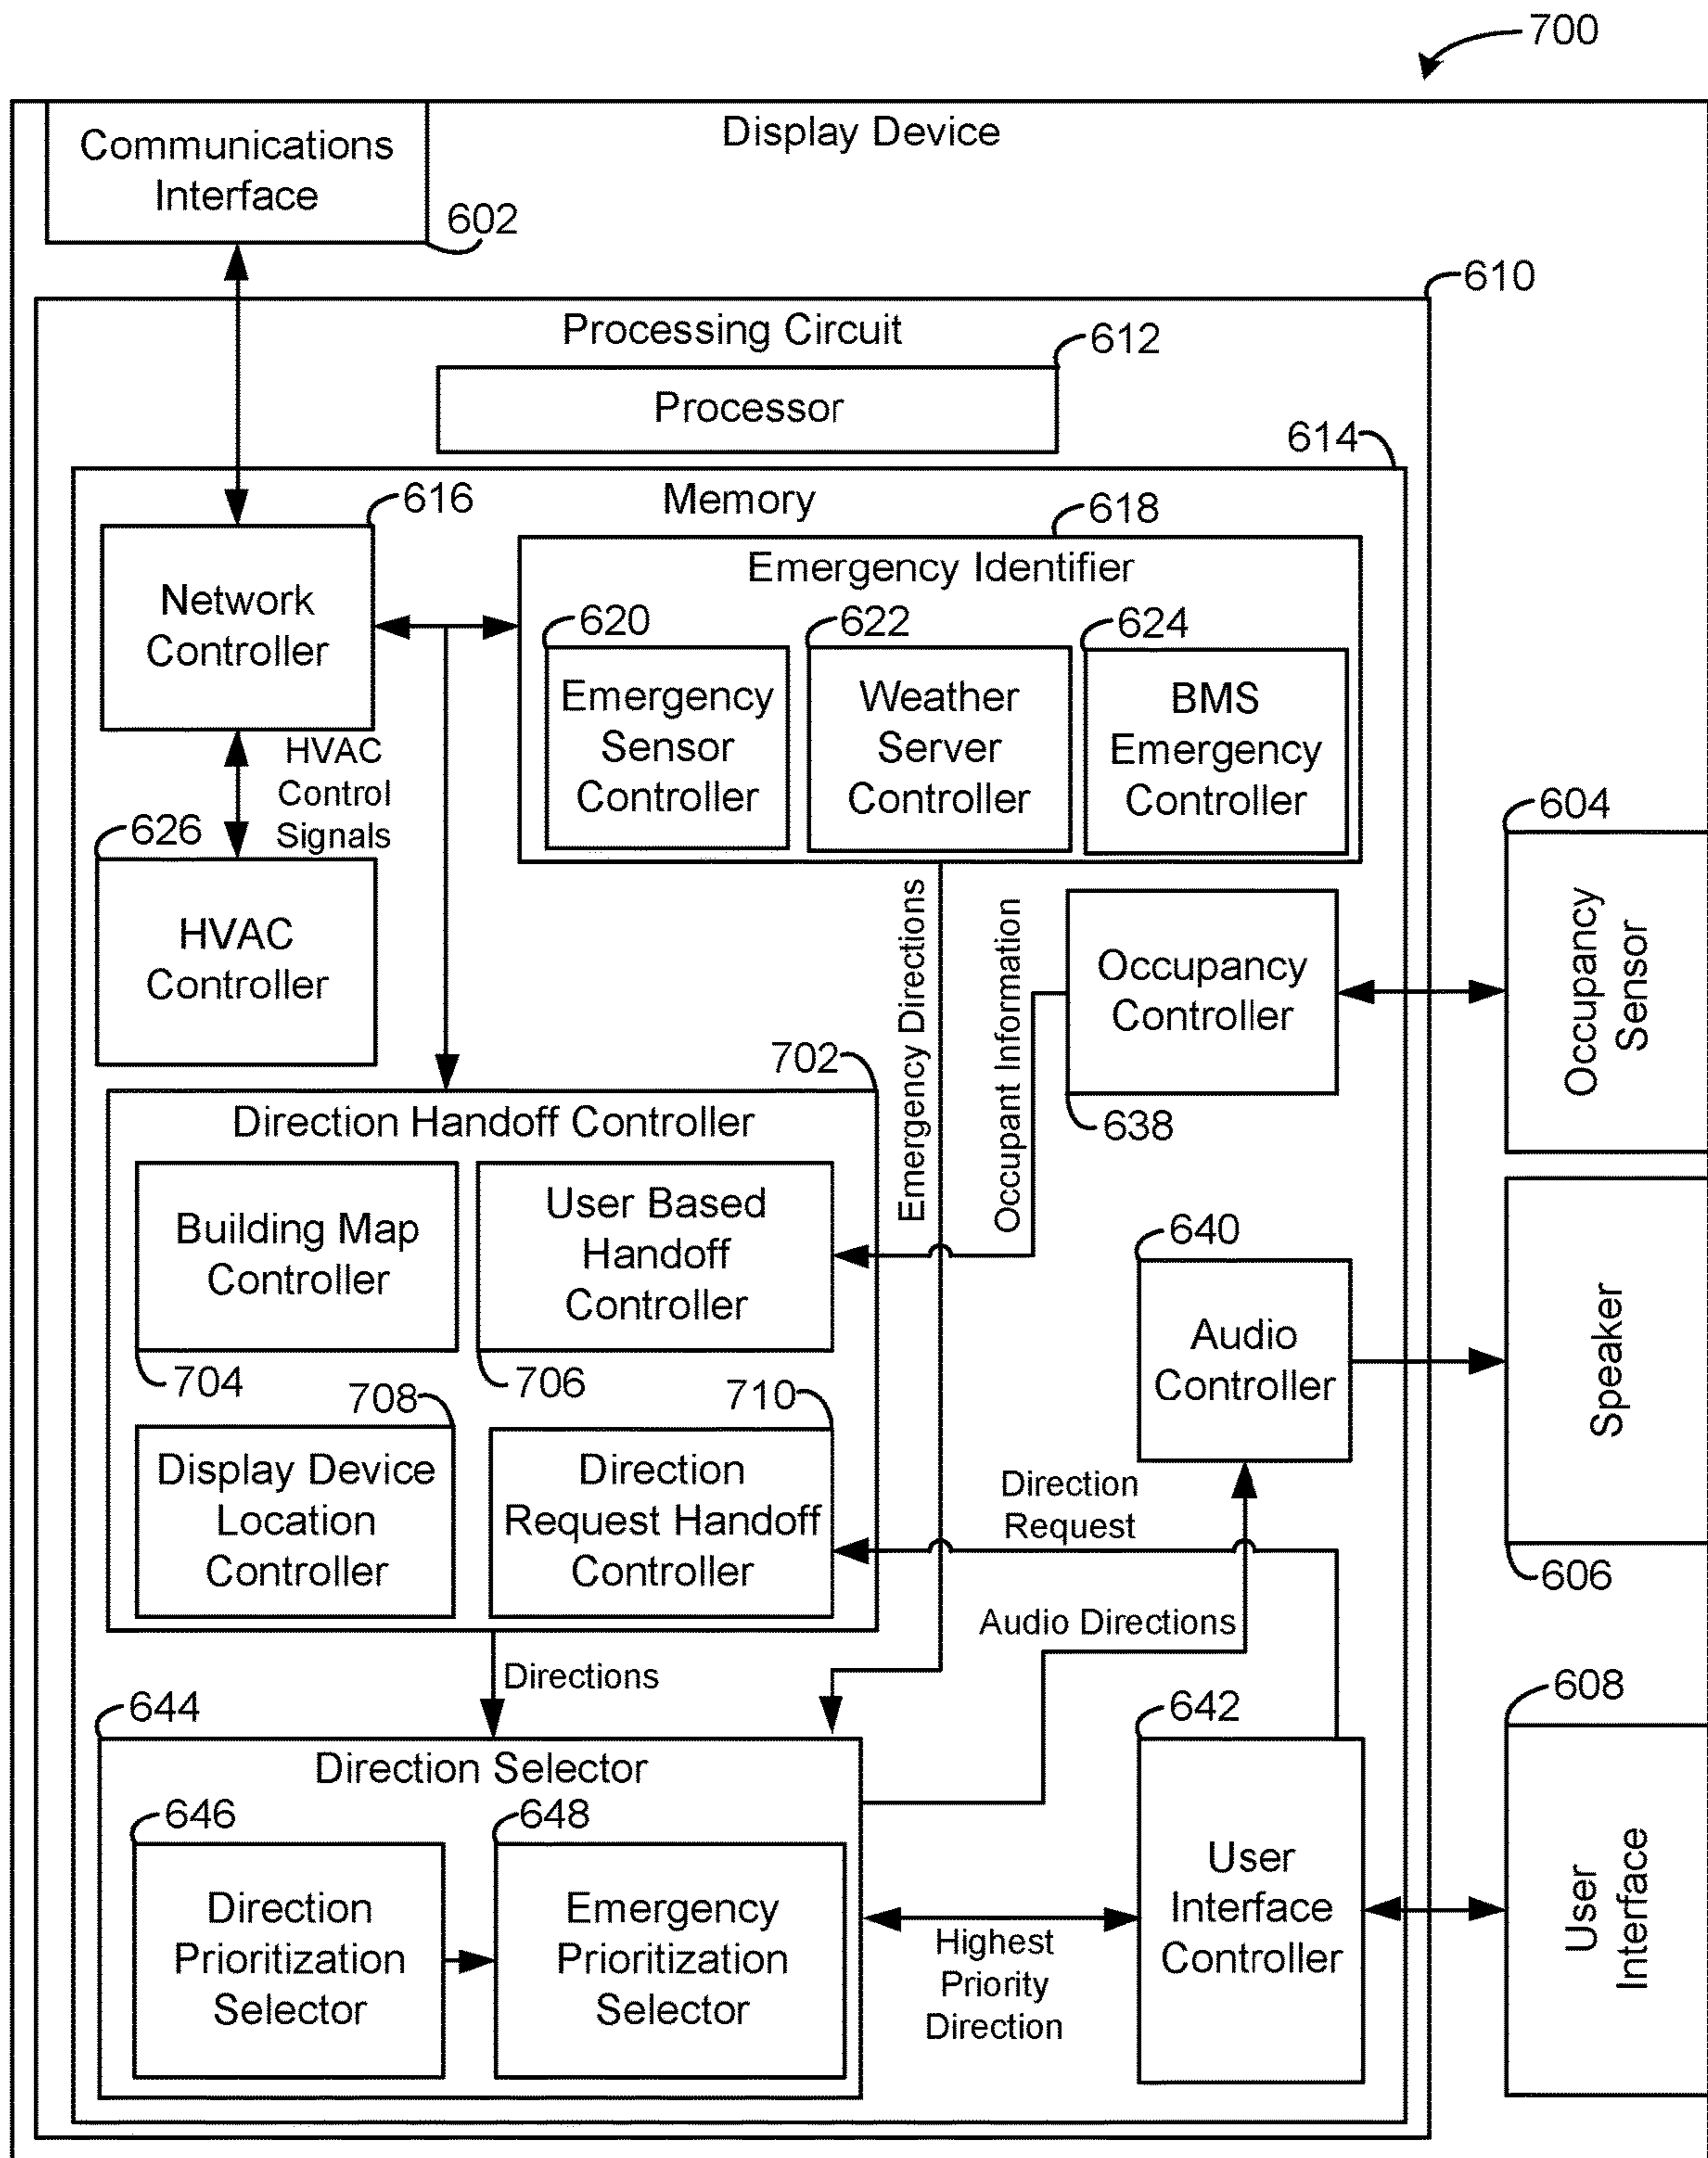 700
Communications
Interface
602
Display Device
610
Processing Circuit
612
Processor
614
Memory
616
Network
Controller
618
Emergency Identifier
620
Emergency
Sensor
Controller
622
Weather
Server
Controller
624
BMS
Emergency
Controller
HVAC
Control
Signals
626
HVAC
Controller
Emergency Directions
Occupant Information
Occupancy
Controller
638
604
Occupancy
Sensor
702
Direction Handoff Controller
Building Map
Controller
704
User Based
Handoff
Controller
706
708
Display Device
Location
Controller
710
Direction
Request Handoff
Controller
640
Audio
Controller
Speaker
606
Direction
Request
Audio Directions
Directions
644
Direction Selector
646
Direction
Prioritization
Selector
648
Emergency
Prioritization
Selector
Highest
Priority
Direction
642
User
Interface
Controller
608
User
Interface